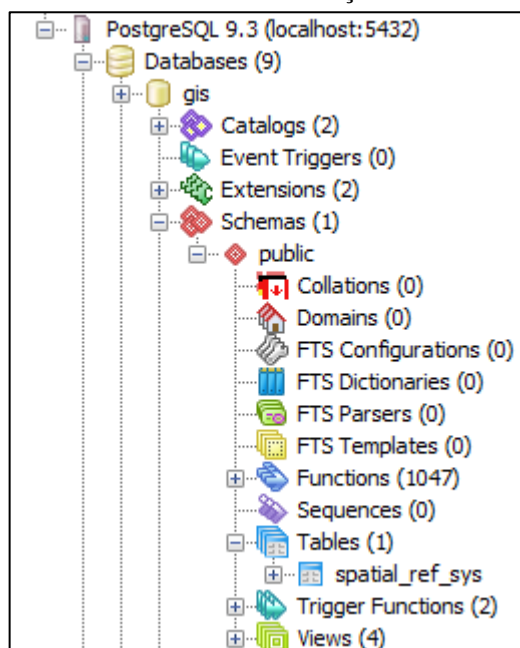 PostgreSQL 9.3 (localhost:5432)
Databases (9)
gis
Catalogs (2)
Event Triggers (0)
Extensions (2)
Schemas (1)
public
Collations (0)
Domains (0)
FTS Configurations (0)
FTS Dictionaries (0)
FTS Parsers (0)
FTS Templates (0)
Functions (1047)
Sequences (0)
Tables (1)
spatial_ref_sys
Trigger Functions (2)
Views (4)